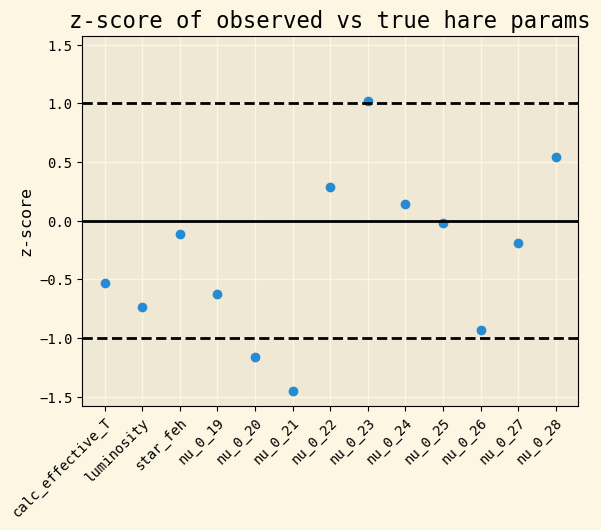 z-score of observed vs true hare params
z-score
1.5
1.0
0.5
0.0
−0.5
−1.0
−1.5
calc_effective_T
luminosity
star_feh
nu_0_19
nu_0_20
nu_0_21
nu_0_22
nu_0_23
nu_0_24
nu_0_25
nu_0_26
nu_0_27
nu_0_28